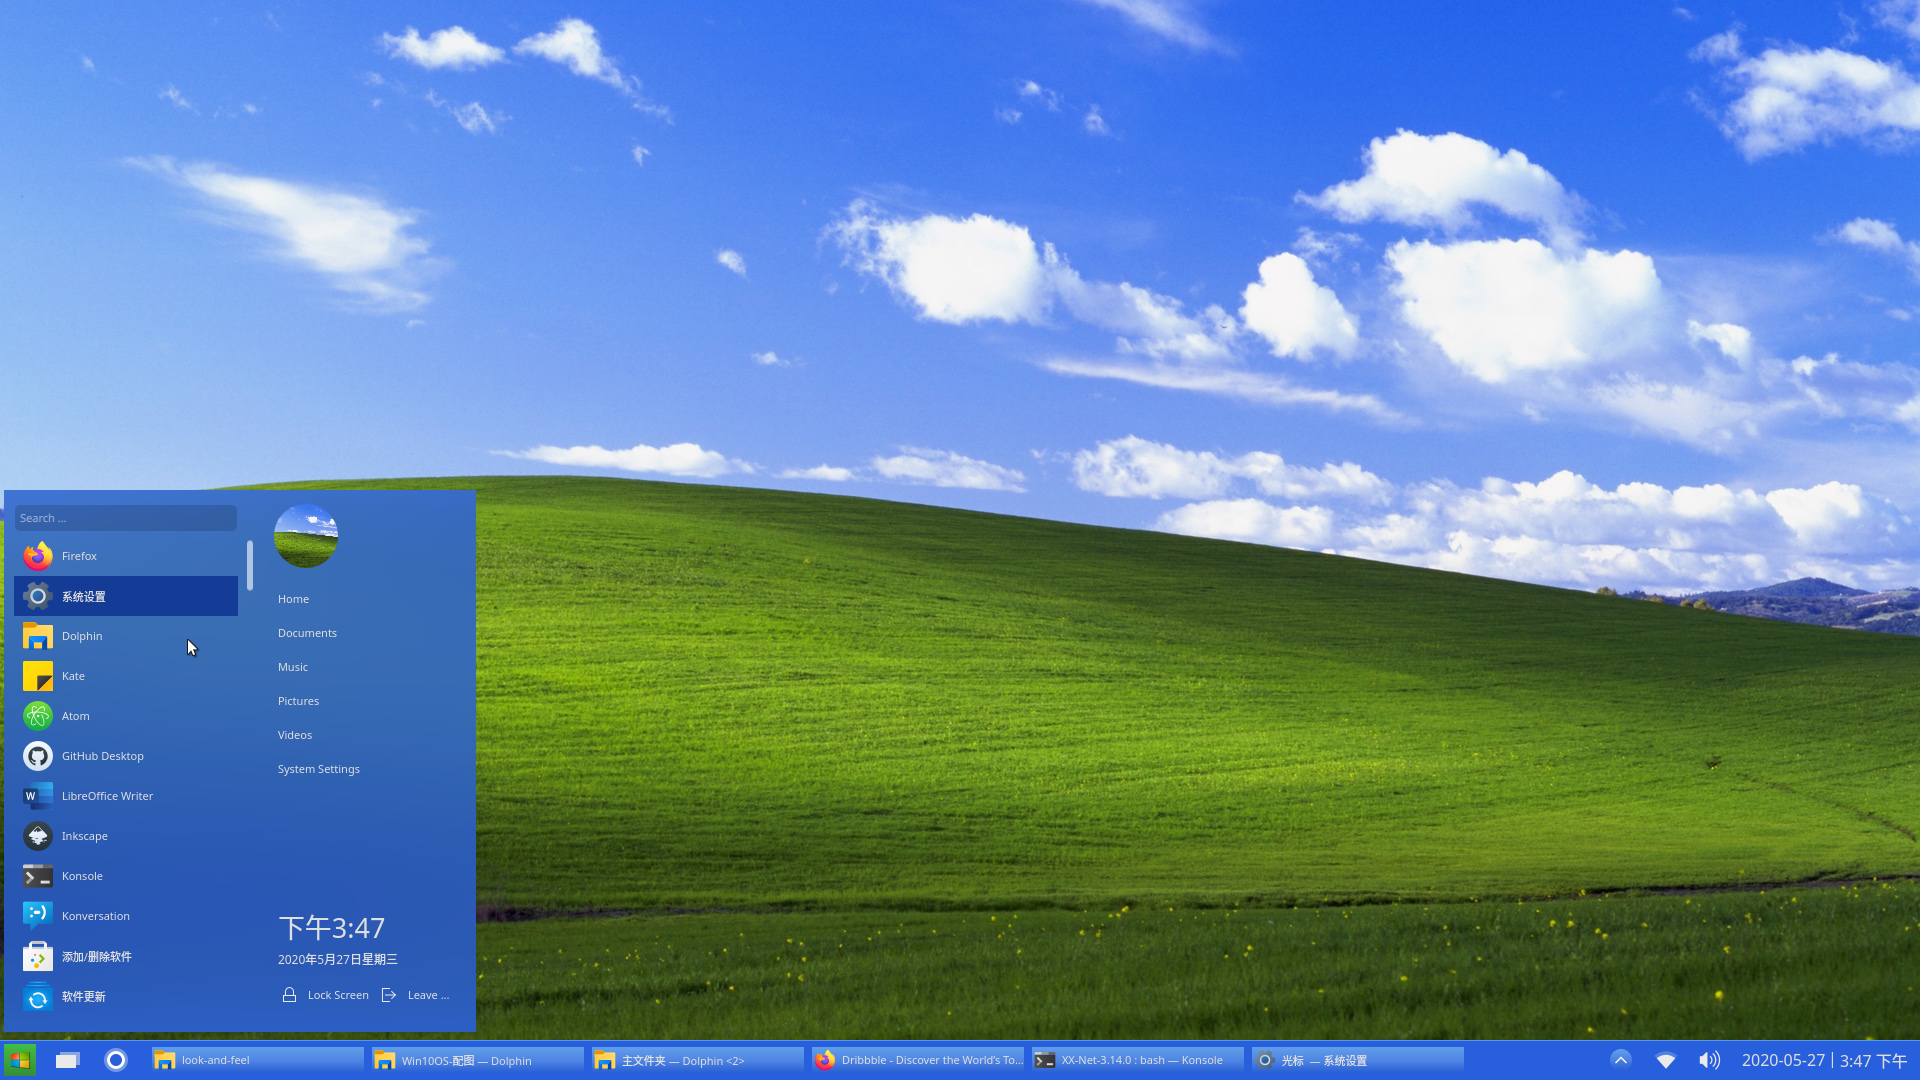 Search ...
Firefox
系统设置
Dolphin
Kate
Atom
GitHub Desktop
W
LibreOffice Writer
Inkscape
Konsole
Konversation
添加/删除软件
软件更新
Home
Documents
Music
Pictures
Videos
System Settings
下午3:47
2020年5月27日星期三
Lock Screen
Leave ...
look-and-feel
Win10OS-配图 — Dolphin
主文件夹 — Dolphin <2>
Dribbble - Discover the World's To...
XX-Net-3.14.0 : bash — Konsole
光标 — 系统设置
2020-05-27
3:47 下午